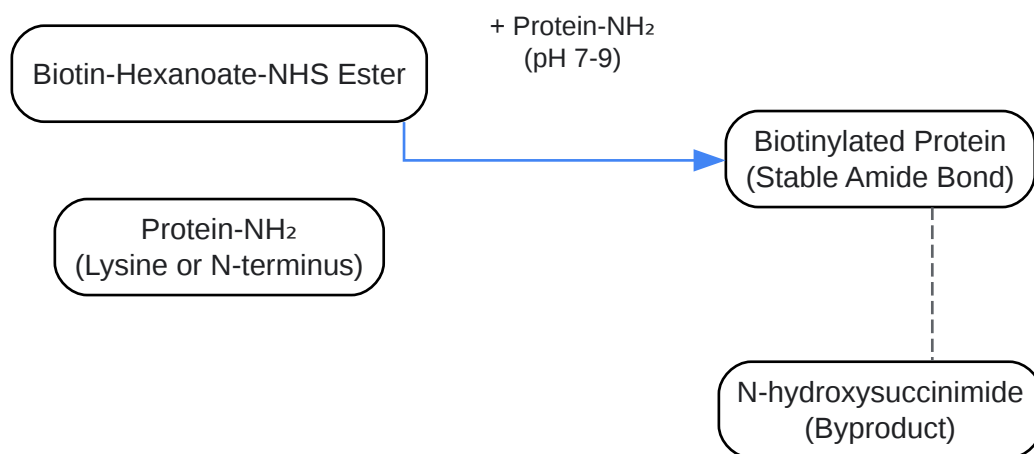 + Protein-NH₂
(pH 7-9)
Biotin-Hexanoate-NHS Ester
Biotinylated Protein
(Stable Amide Bond)
Protein-NH₂
(Lysine or N-terminus)
N-hydroxysuccinimide
(Byproduct)